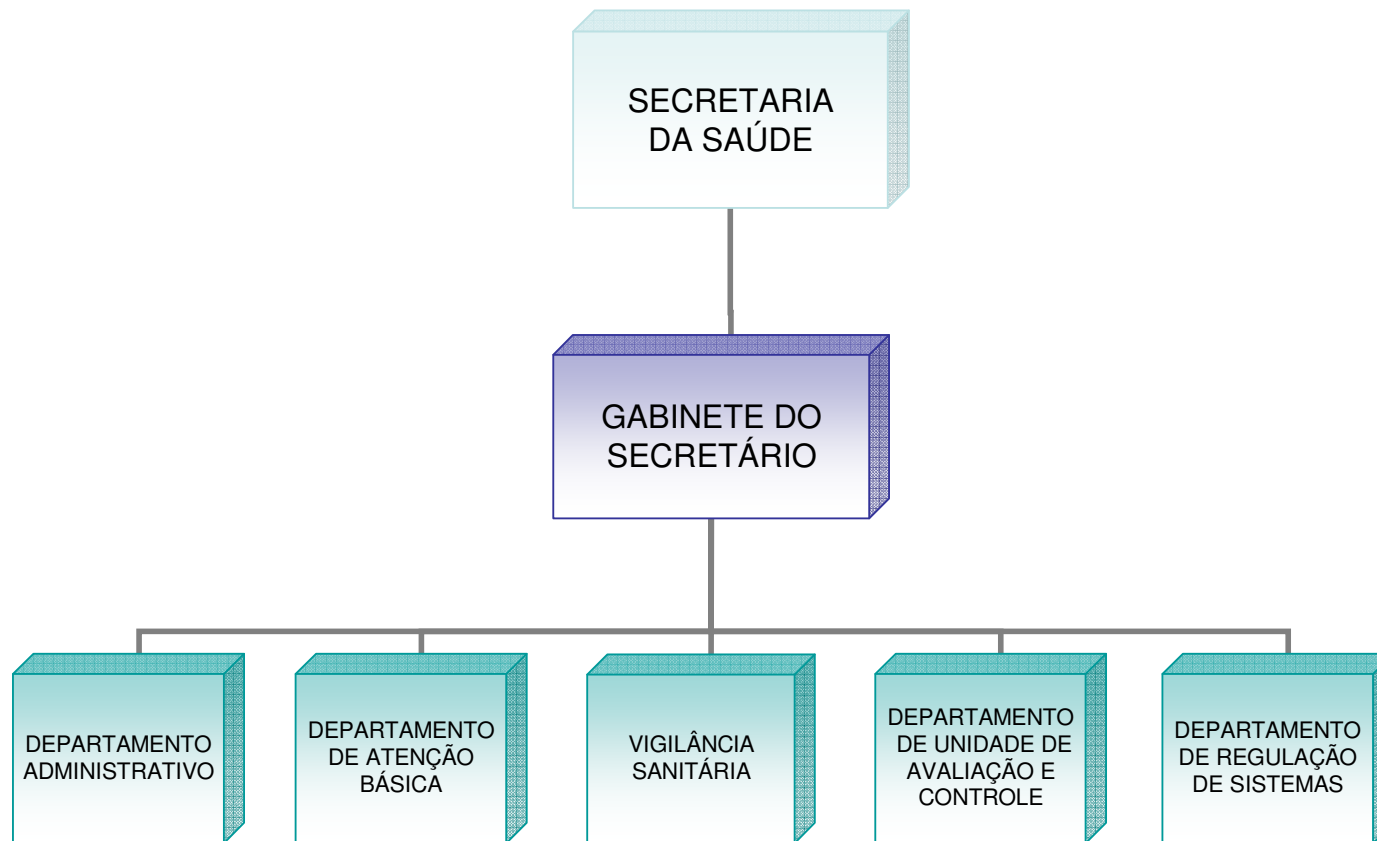 SECRETARIA
DA SAÚDE
GABINETE DO
SECRETÁRIO
DEPARTAMENTO
ADMINISTRATIVO
DEPARTAMENTO
DE ATENÇÃO
BÁSICA
VIGILÂNCIA
SANITÁRIA
DEPARTAMENTO
DE UNIDADE DE
AVALIAÇÃO E
CONTROLE
DEPARTAMENTO
DE REGULAÇÃO
DE SISTEMAS